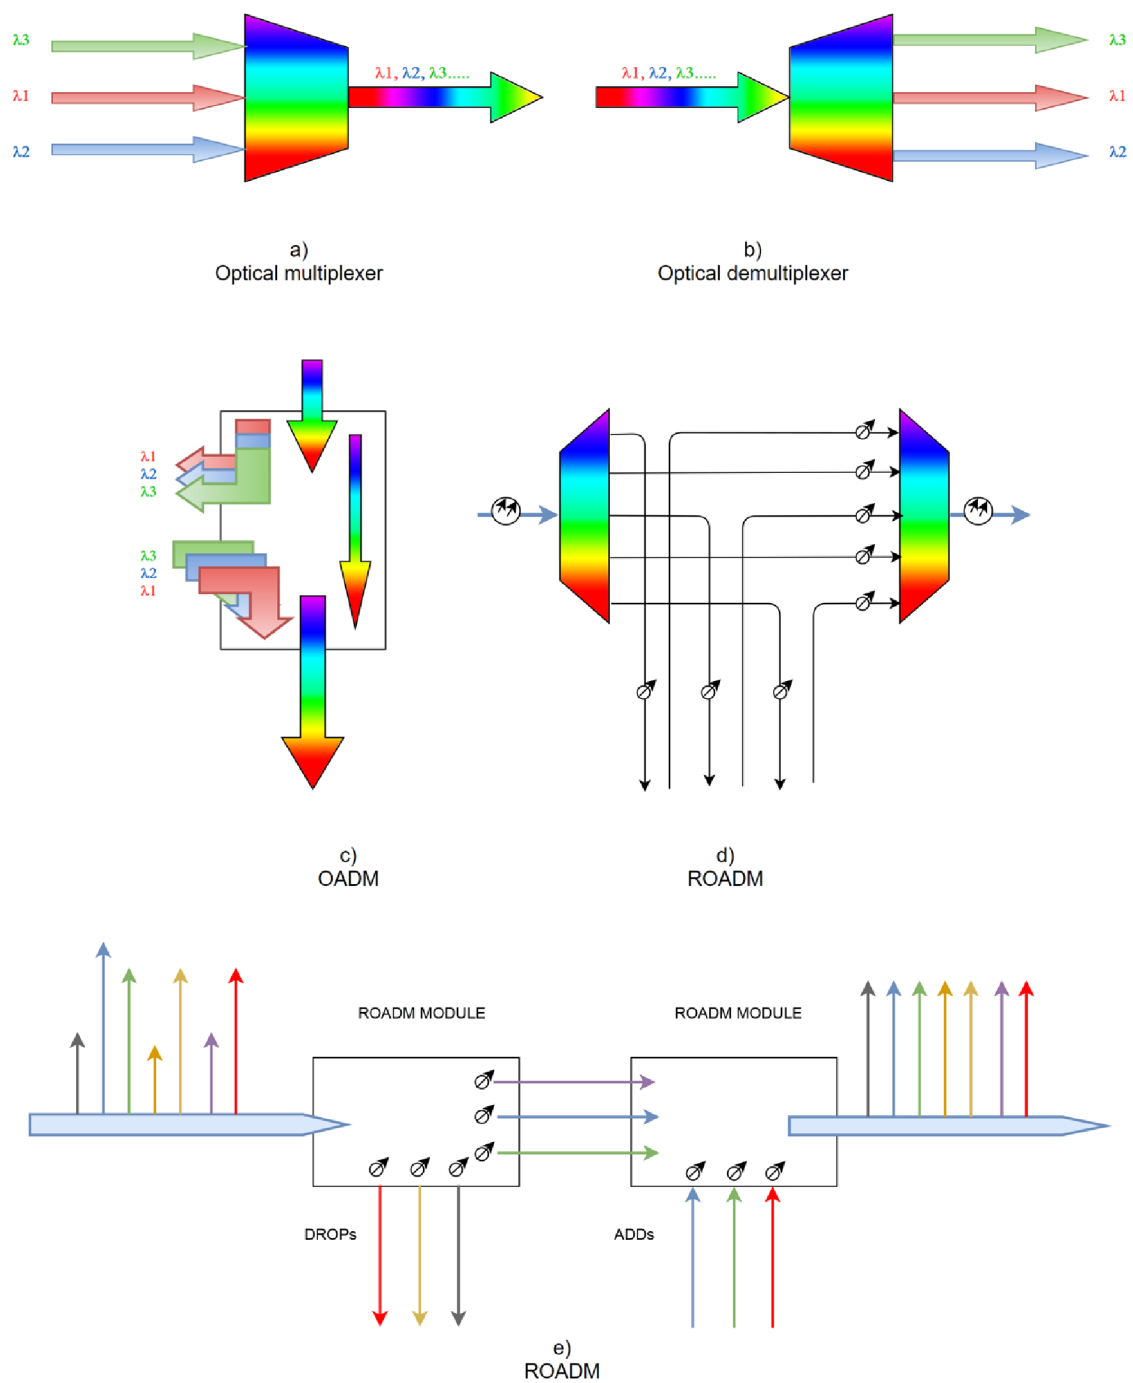 λ3
λ1
λ2
λ1, λ2, λ3.....
λ1, λ2, λ3.....
λ3
λ1
λ2
a)
Optical multiplexer
b)
Optical demultiplexer
λ1
λ2
λ3
λ3
λ2
λ1
c)
OADM
d)
ROADM
ROADM MODULE
ROADM MODULE
DROPs
ADDs
e)
ROADM